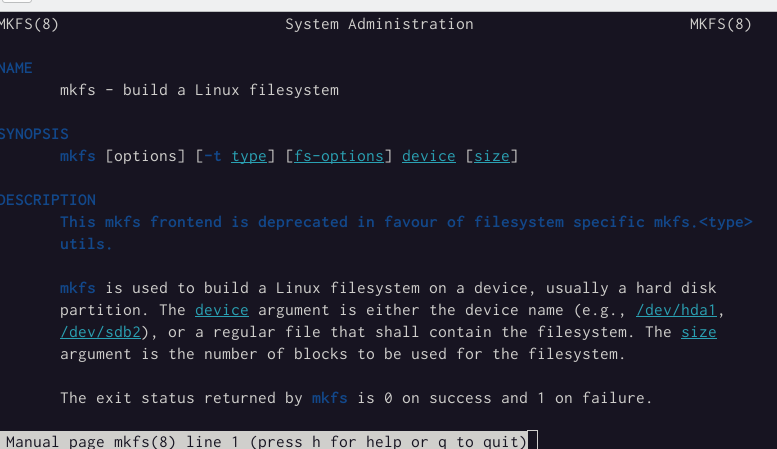 MKFS(8) System Administration MKFS(8)
NAME
mkfs - build a Linux filesystem
SYNOPSIS
mkfs [options] [-t type] [fs-options] device [size]
DESCRIPTION
This mkfs frontend is deprecated in favour of filesystem specific mkfs.<type>
utils.
mkfs is used to build a Linux filesystem on a device, usually a hard disk
partition. The device argument is either the device name (e.g., /dev/hda1,
/dev/sdb2), or a regular file that shall contain the filesystem. The size
argument is the number of blocks to be used for the filesystem.
The exit status returned by mkfs is 0 on success and 1 on failure.
Manual page mkfs(8) line 1 (press h for help or q to quit)